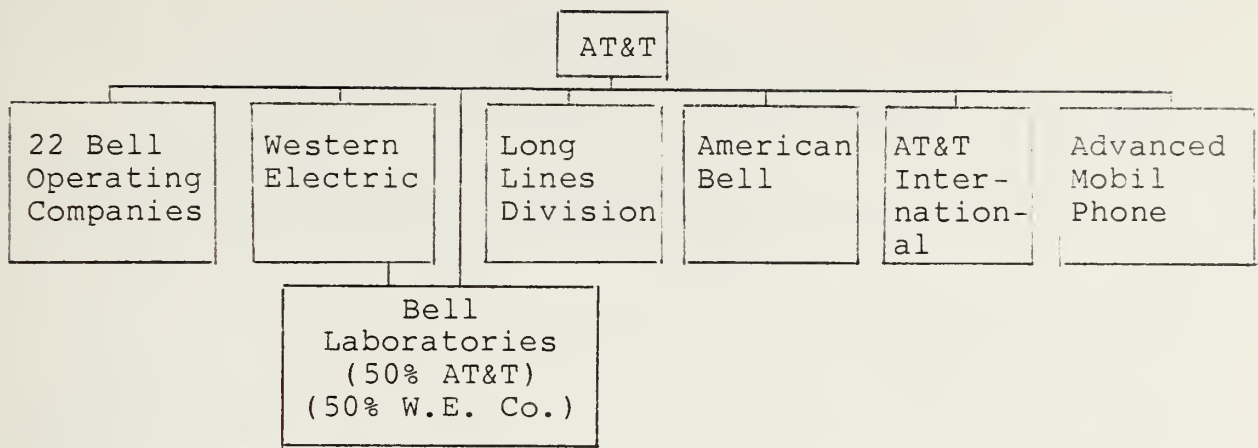 AT&T
22 Bell
Operating
Companies
Western
Electric
Long
Lines
Division
American
Bell
AT&T
Inter-
nation-
al
Advanced
Mobil
Phone
Bell
Laboratories
(50% AT&T)
(50% W.E. Co.)